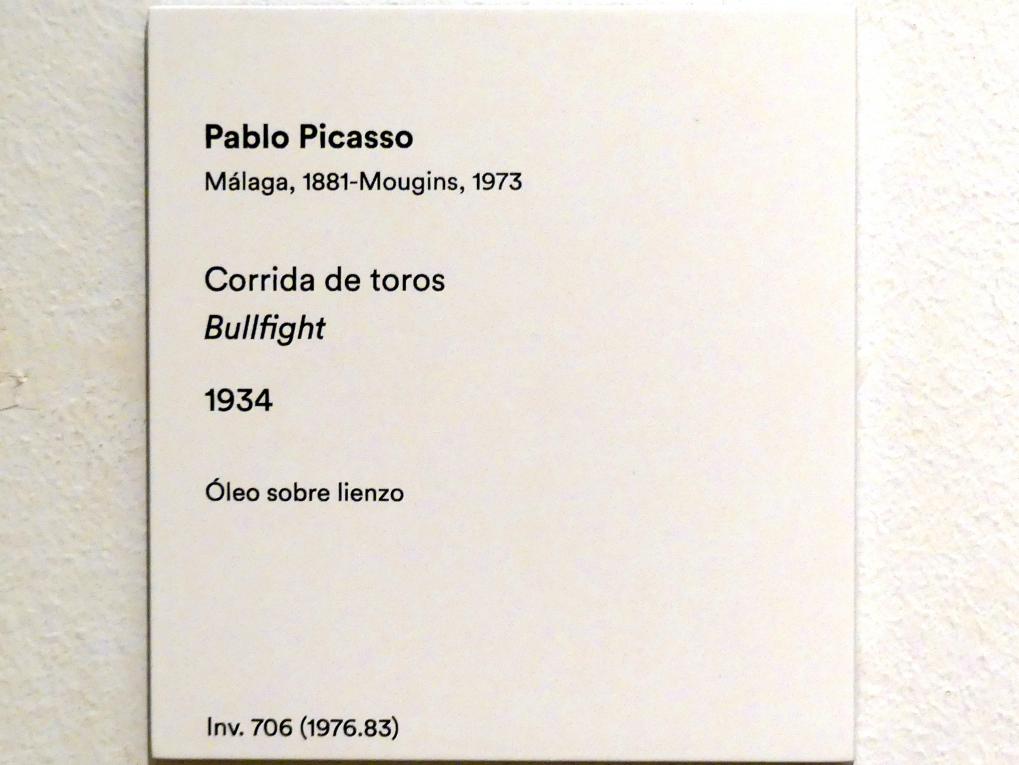 Pablo Picasso
Málaga, 1881-Mougins, 1973
Corrida de toros
Bullfight
1934
Óleo sobre lienzo
Inv. 706 (1976.83)